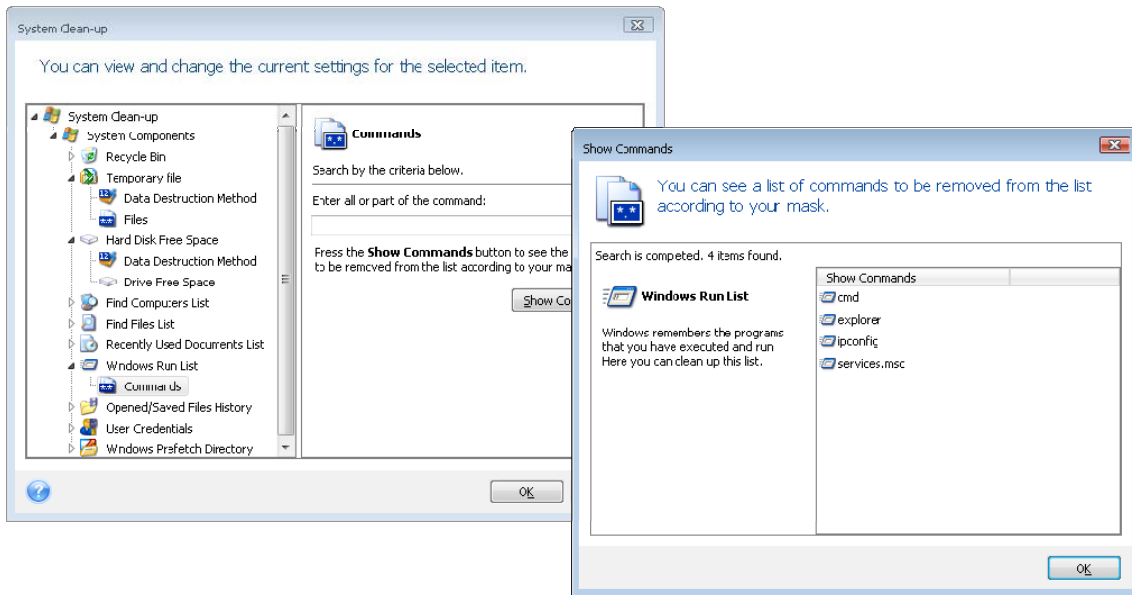 System Clean-up
You can view and change the current settings for the selected item.
System Clean-up
System Components
Recycle Bin
Temporary file
Data Destruction Method
Files
Hard Disk Free Space
Data Destruction Method
Drive Free Space
Find Computers List
Find Files List
Recently Used Documents List
Windows Run List
Commands
Opened/Saved Files History
User Credentials
Windows Prefetch Directory
Commands
Search by the criteria below.
Enter all or part of the command:
Press the Show Commands button to see the
to be removed from the list according to your ma
Show Co
OK
Show Commands
You can see a list of commands to be removed from the list
according to your mask.
Search is competed. 4 items found.
Windows Run List
Windows remembers the programs
that you have executed and run
Here you can clean up this list.
Show Commands
cmd
explorer
ipconfig
services.msc
OK